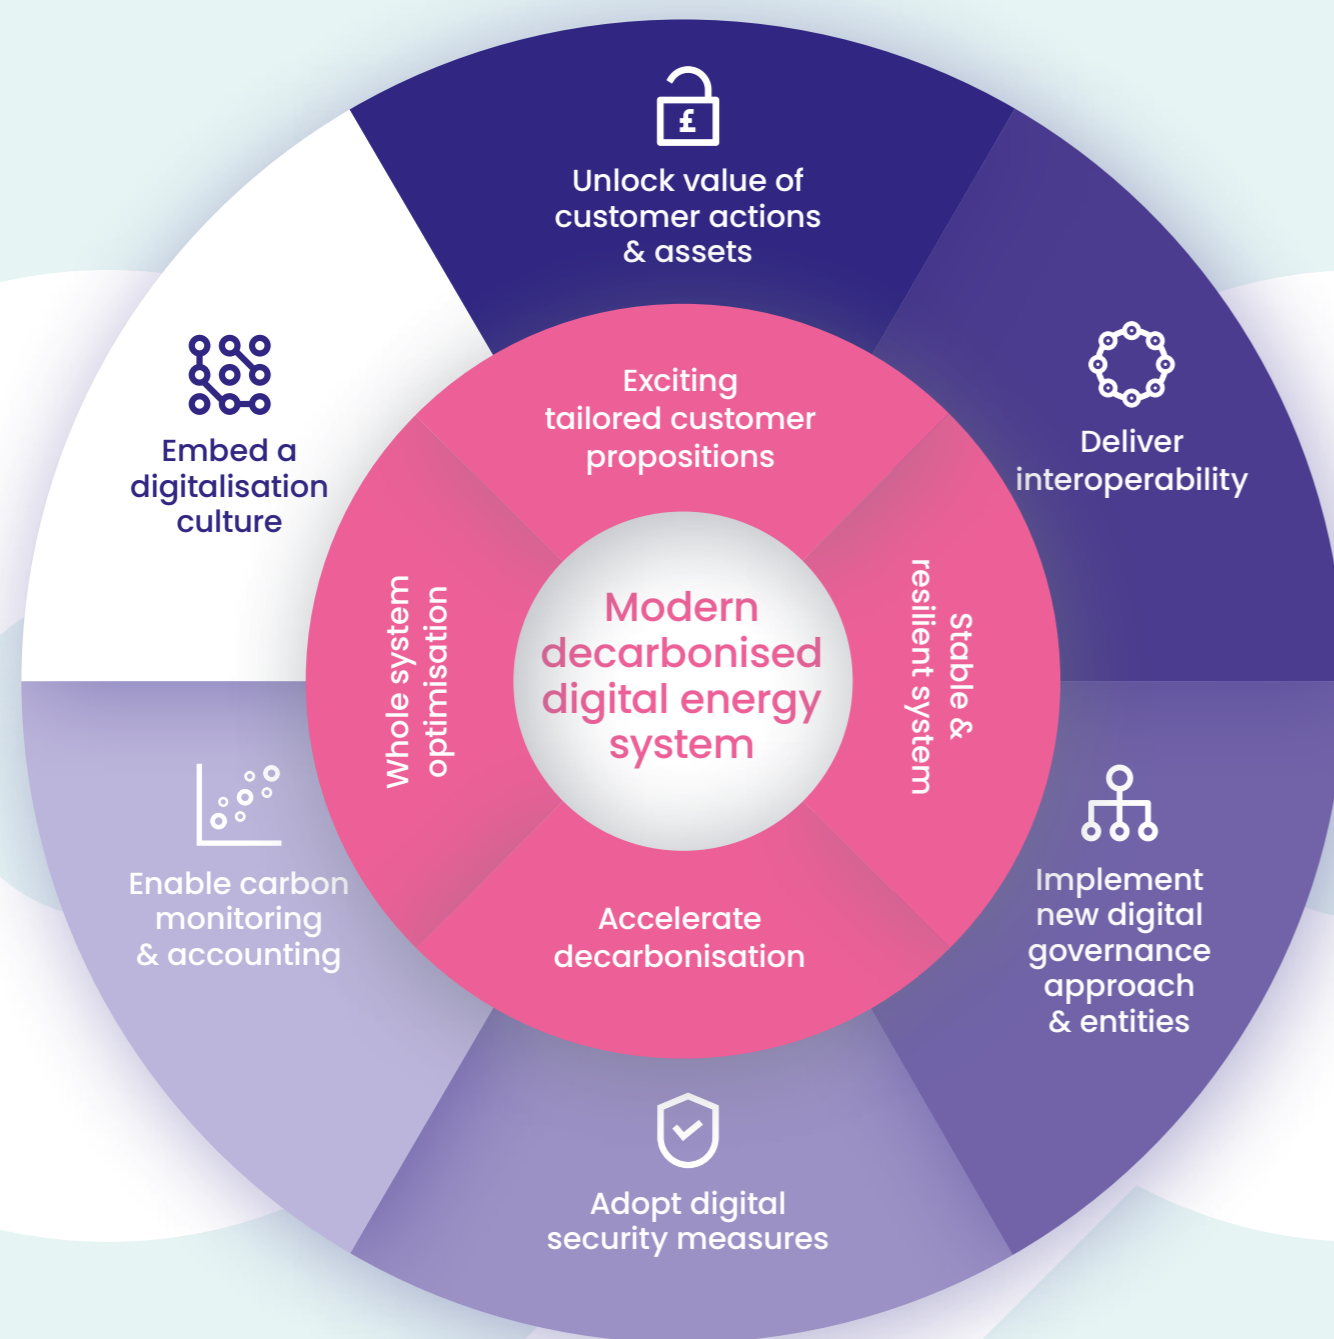 £
Unlock value of
customer actions
& assets
Deliver
interoperability
Implement
new digital
governance
approach
& entities
Adopt digital
security measures
Enable carbon
monitoring
& accounting
Embed a
digitalisation
culture
Exciting
tailored customer
propositions
Stable &
resilient system
Accelerate
decarbonisation
Whole system
optimisation
Modern
decarbonised
digital energy
system